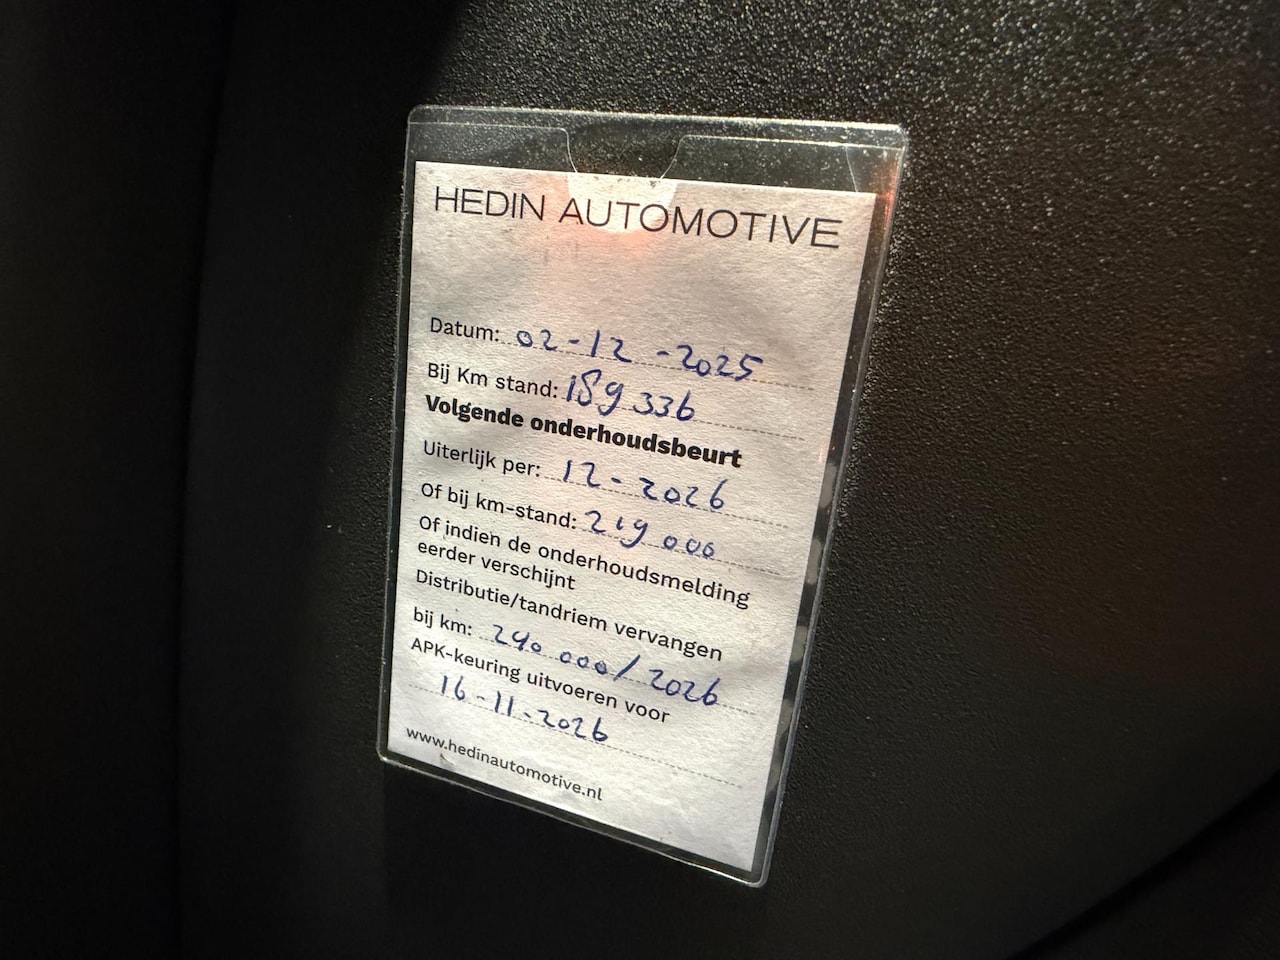 HEDIN AUTOMOTIVE
Datum: 02-12-2025
Bij Km stand: 189 336
Volgende onderhoudsbeurt
Uiterlijk per: 12-2026
Of bij km-stand: 219 000
Of indien de onderhoudsmelding
eerder verschijnt
Distributie/tandriem vervangen
bij km: 240 000/2026
APK-keuring uitvoeren voor
16-11-2026
www.hedinautomotive.nl